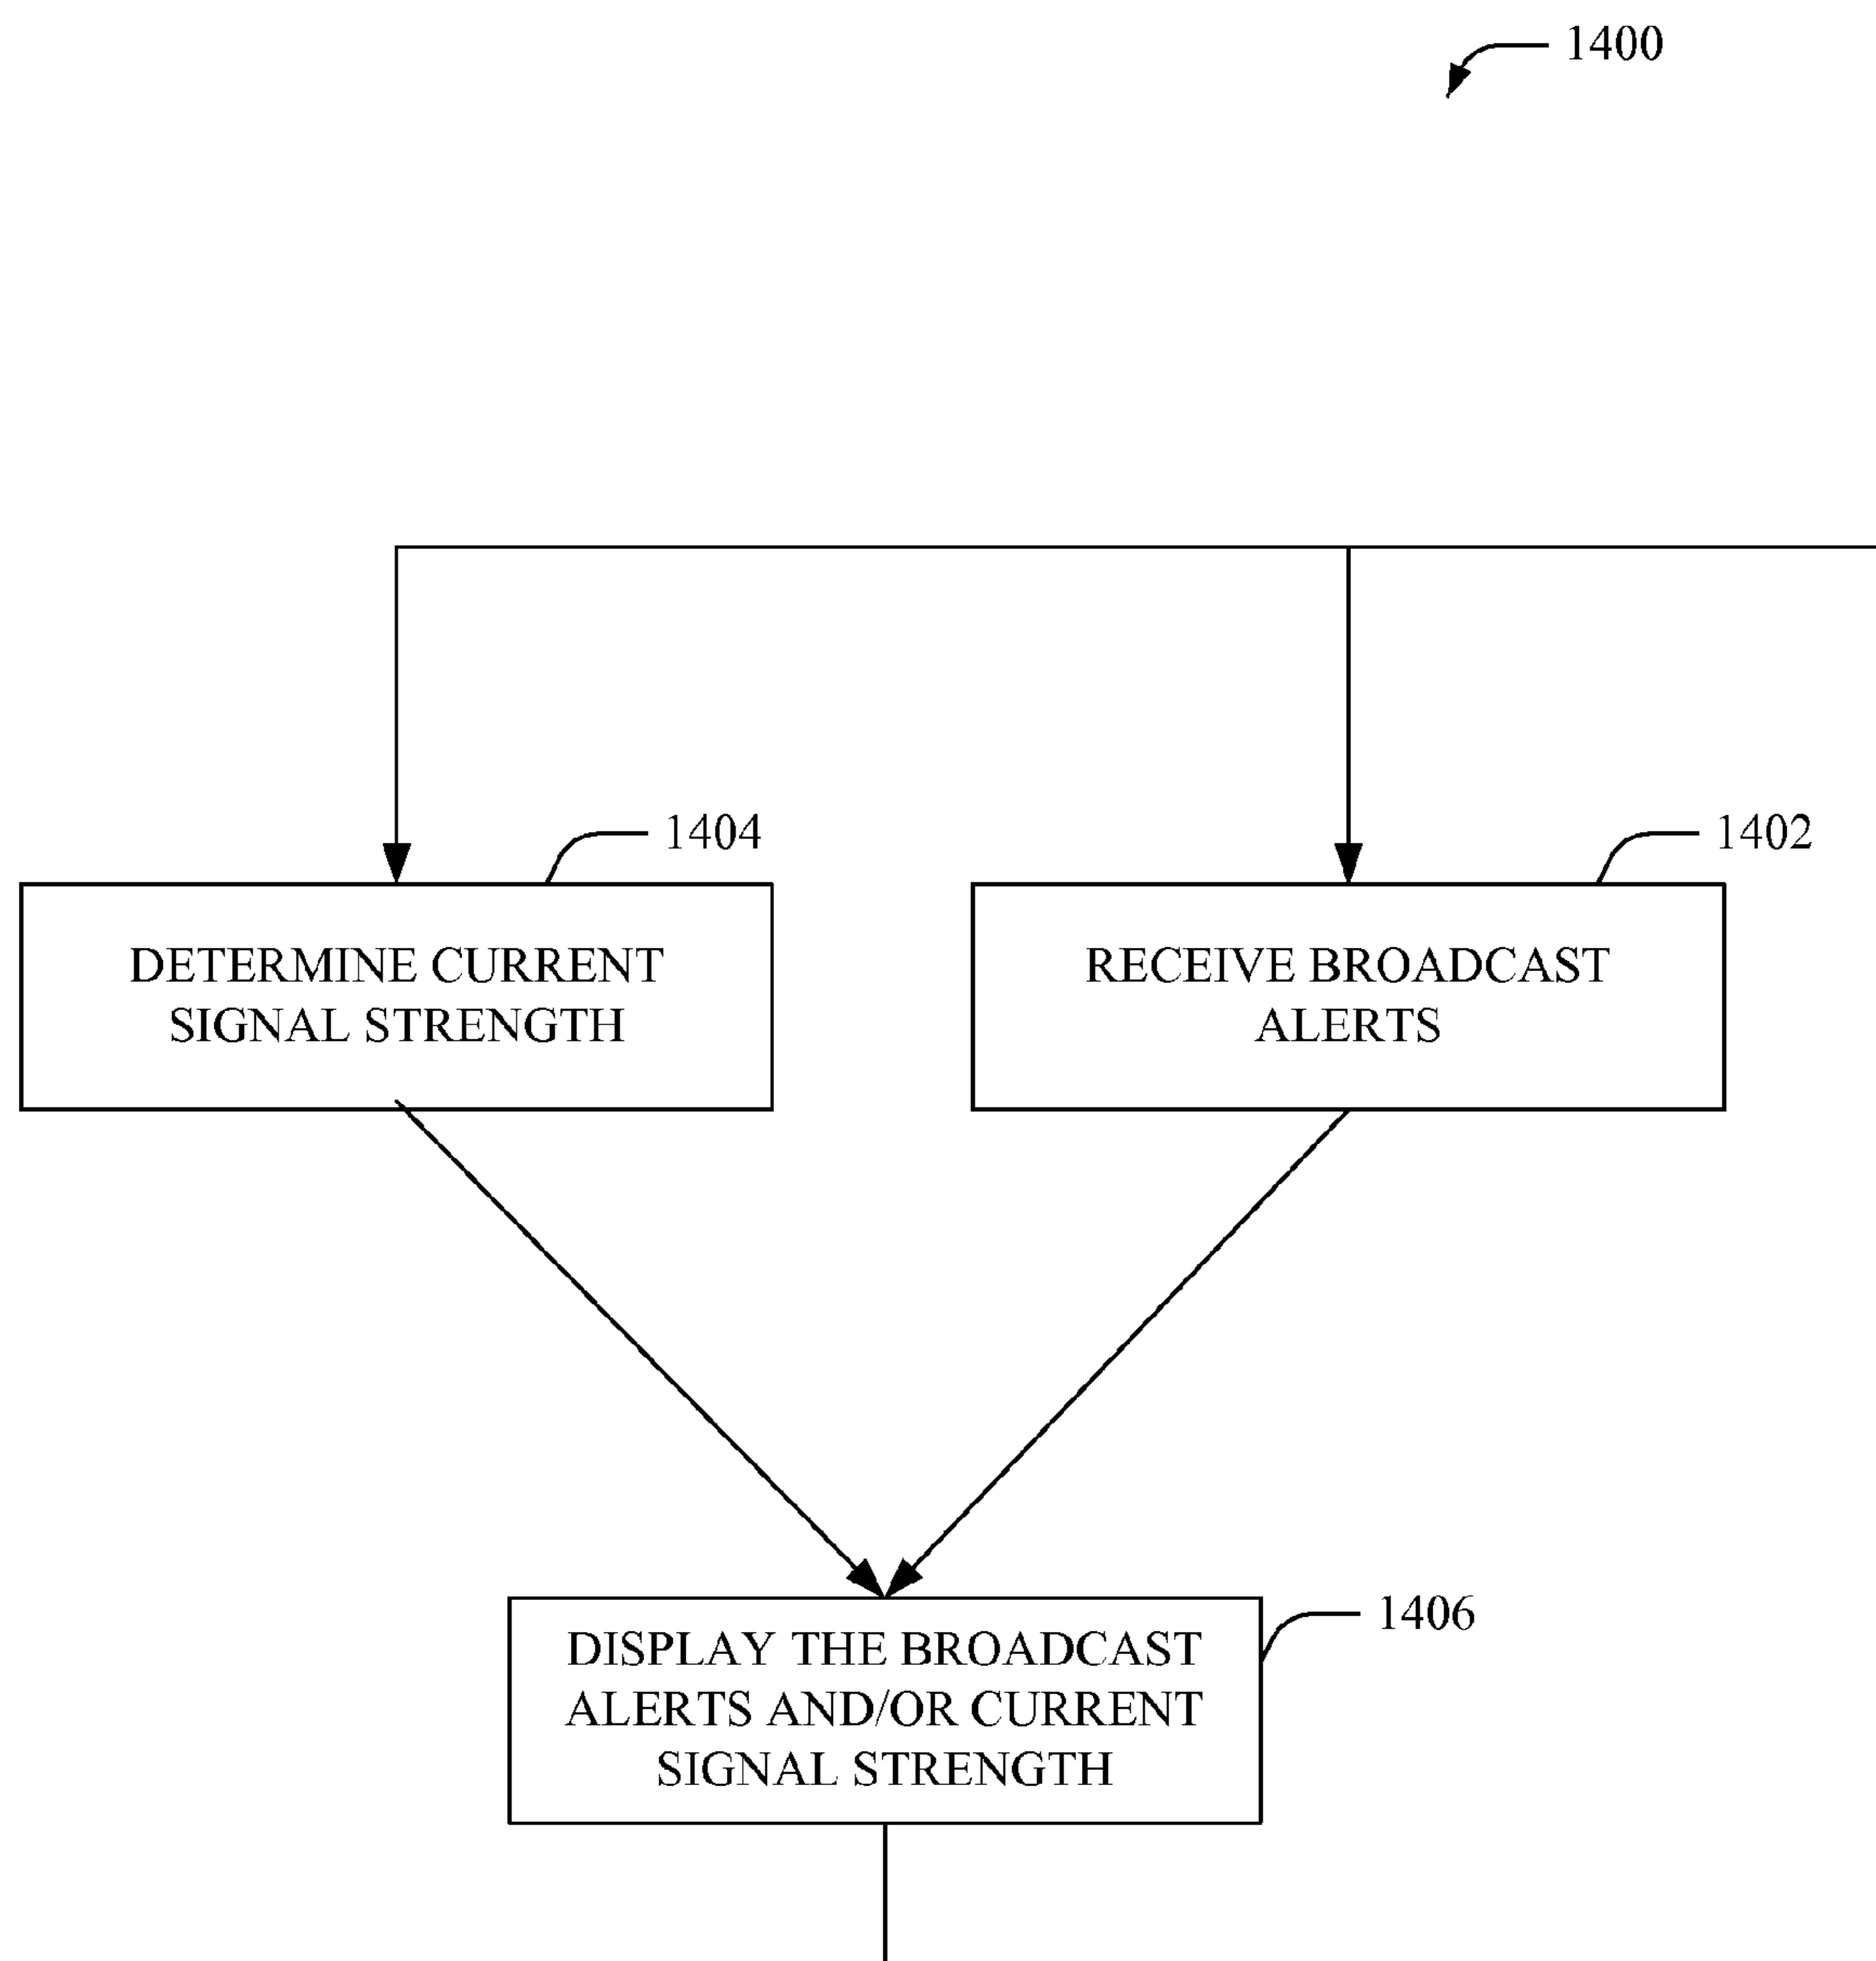 1400
1404
1402
DETERMINE CURRENT
SIGNAL STRENGTH
RECEIVE BROADCAST
ALERTS
1406
DISPLAY THE BROADCAST
ALERTS AND/OR CURRENT
SIGNAL STRENGTH